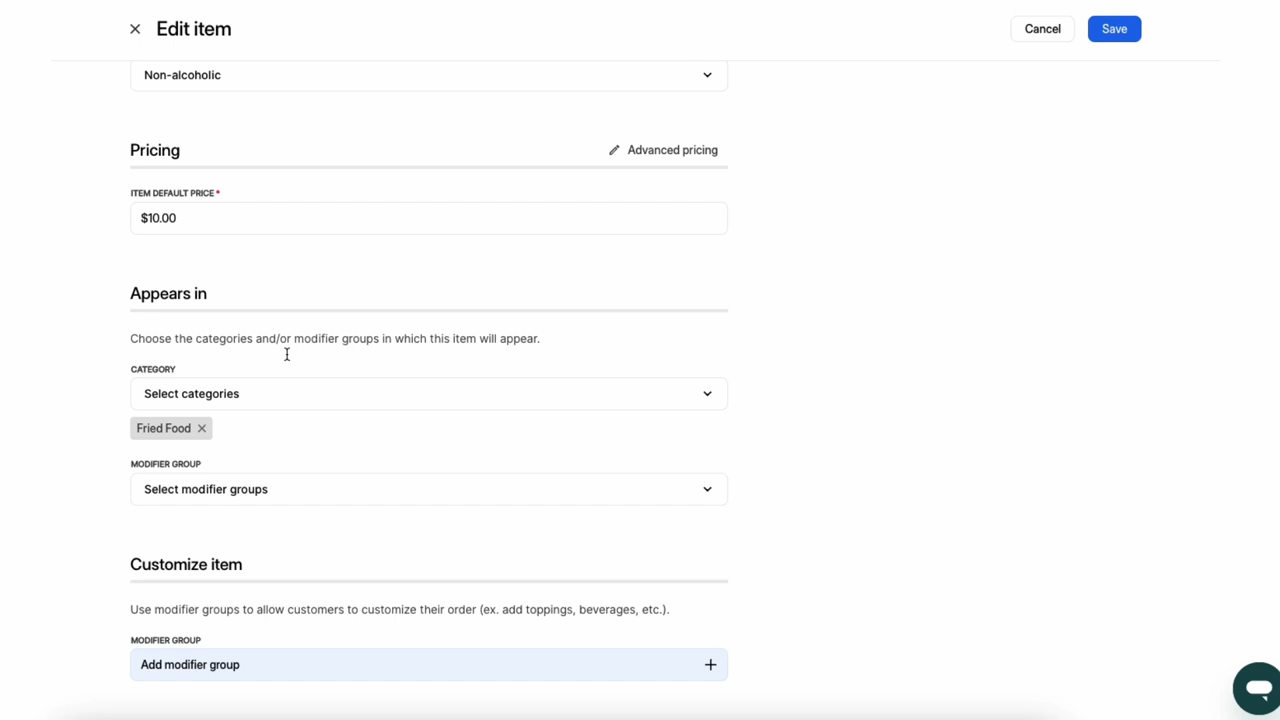 Edit item
Cancel
Save
Non-alcoholic
Pricing
Advanced pricing
ITEM DEFAULT PRICE *
$10.00
Appears in
Choose the categories and/or modifier groups in which this item will appear.
CATEGORY
Select categories
Fried Food
MODIFIER GROUP
Select modifier groups
Customize item
Use modifier groups to allow customers to customize their order (ex. add toppings, beverages, etc.).
MODIFIER GROUP
Add modifier group